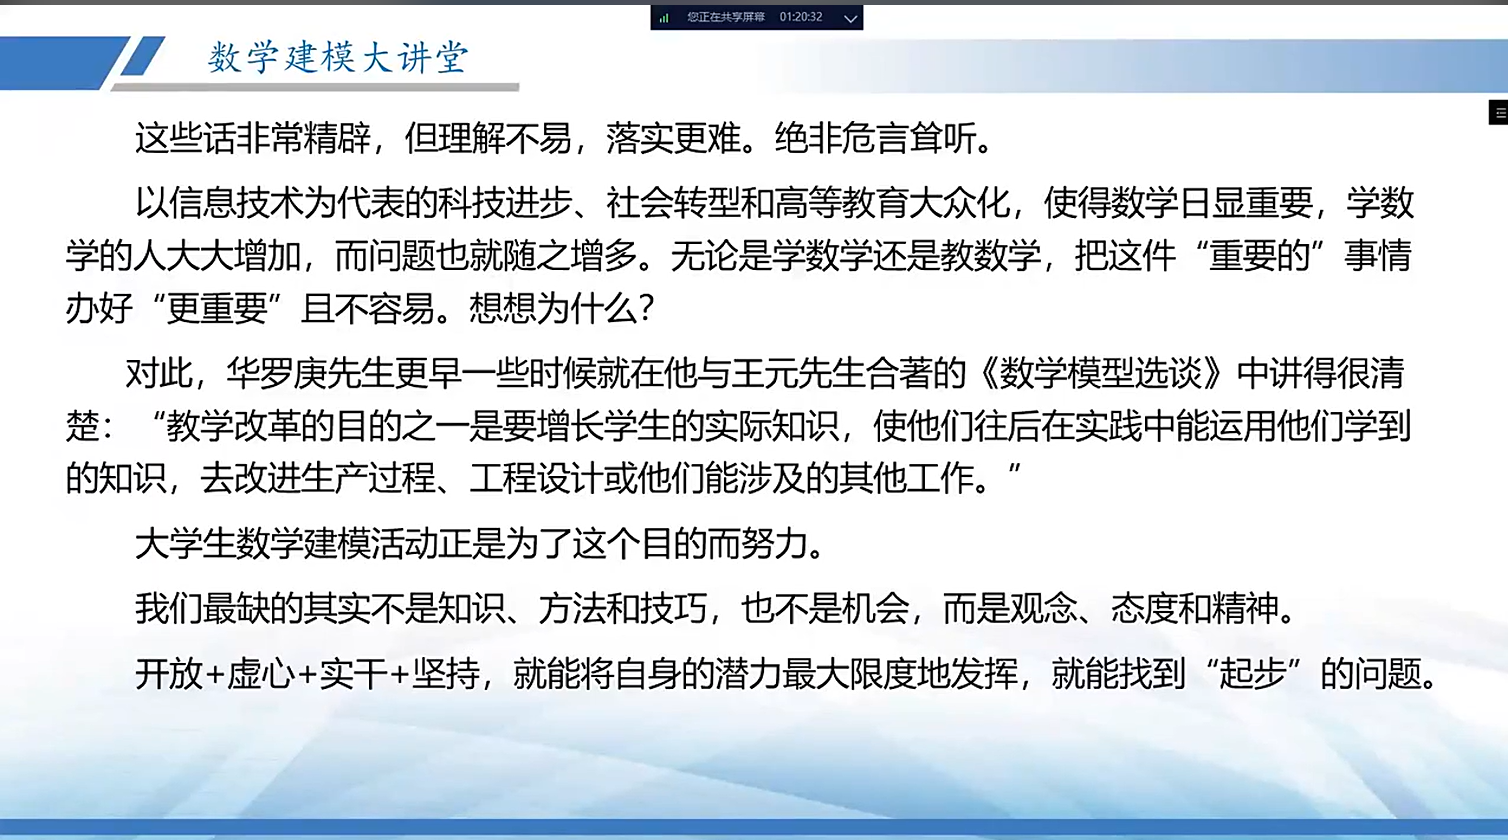 您正在共享屏幕 01:20:32
数学建模大讲堂
这些话非常精辟，但理解不易，落实更难。绝非危言耸听。
以信息技术为代表的科技进步、社会转型和高等教育大众化，使得数学日显重要，学数
学的人大大增加，而问题也就随之增多。无论是学数学还是教数学，把这件“重要的”事情
办好“更重要”且不容易。想想为什么？
对此，华罗庚先生更早一些时候就在他与王元先生合著的《数学模型选谈》中讲得很清
楚：“教学改革的目的之一是要增长学生的实际知识，使他们往后在实践中能运用他们学到
的知识，去改进生产过程、工程设计或他们能涉及的其他工作。”
大学生数学建模活动正是为了这个目的而努力。
我们最缺的其实不是知识、方法和技巧，也不是机会，而是观念、态度和精神。
开放+虚心+实干+坚持，就能将自身的潜力最大限度地发挥，就能找到“起步”的问题。